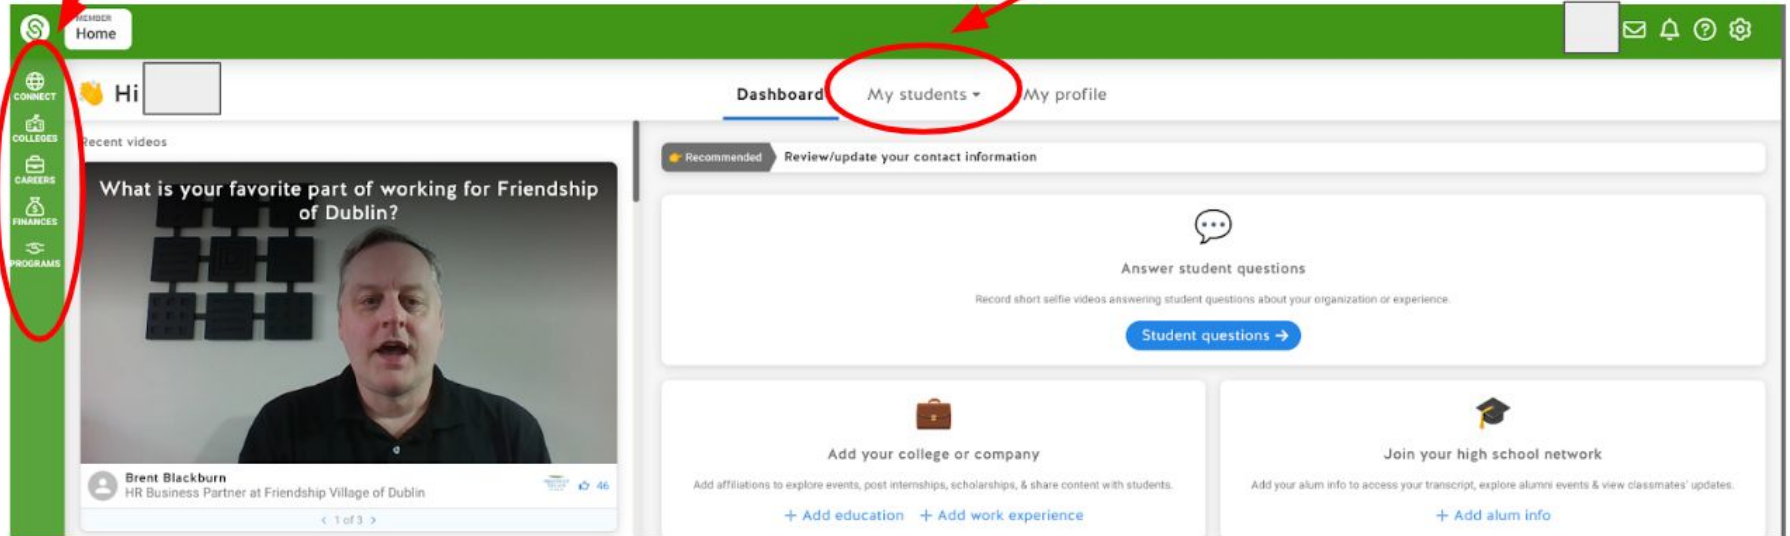 MEMBER
Home
CONNECT
COLLEGES
CAREERS
FINANCES
PROGRAMS
Hi
Dashboard My students My profile
Recent videos
What is your favorite part of working for Friendship
of Dublin?
Brent Blackburn
HR Business Partner at Friendship Village of Dublin
46
< 1 of 3 >
Recommended Review/update your contact information
Answer student questions
Record short selfie videos answering student questions about your organization or experience.
Student questions →
Add your college or company
Add affiliations to explore events, post internships, scholarships, & share content with students.
+ Add education + Add work experience
Join your high school network
Add your alum info to access your transcript, explore alumni events & view classmates' updates.
+ Add alum info